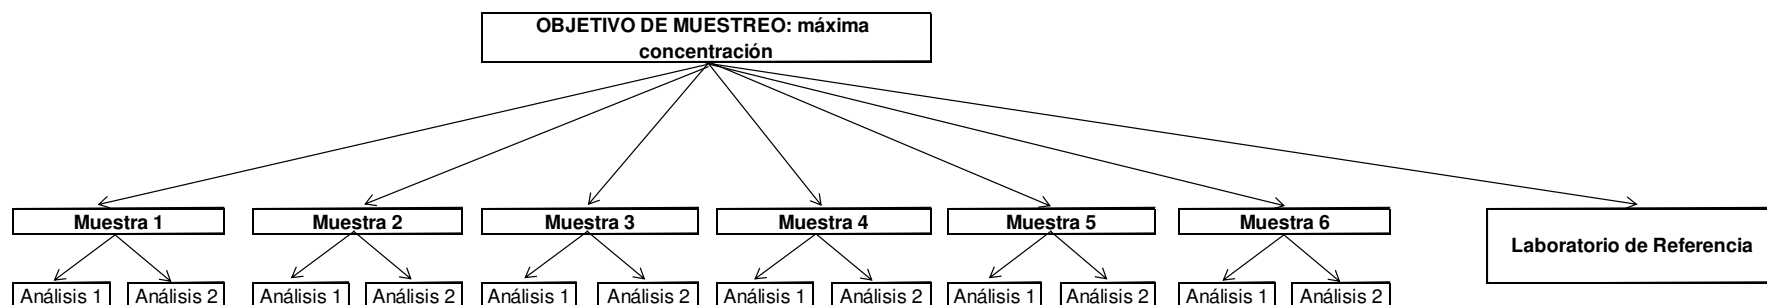 OBJETIVO DE MUESTREO: máxima
concentración
Muestra 1
Muestra 2
Muestra 3
Muestra 4
Muestra 5
Muestra 6
Laboratorio de Referencia
Análisis 1
Análisis 2
Análisis 1
Análisis 2
Análisis 1
Análisis 2
Análisis 1
Análisis 2
Análisis 1
Análisis 2
Análisis 1
Análisis 2